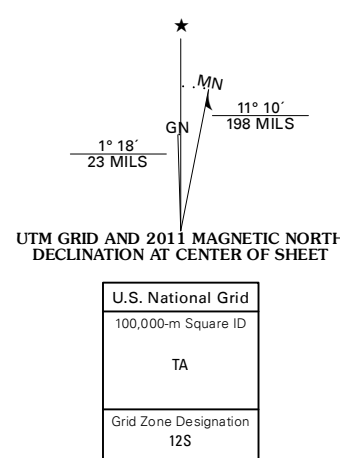 ★
MN
11° 10´
198 MILS
GN
1° 18´
23 MILS
UTM GRID AND 2011 MAGNETIC NORTH
DECLINATION AT CENTER OF SHEET
U.S. National Grid
100,000-m Square ID
TA
Grid Zone Designation
12S